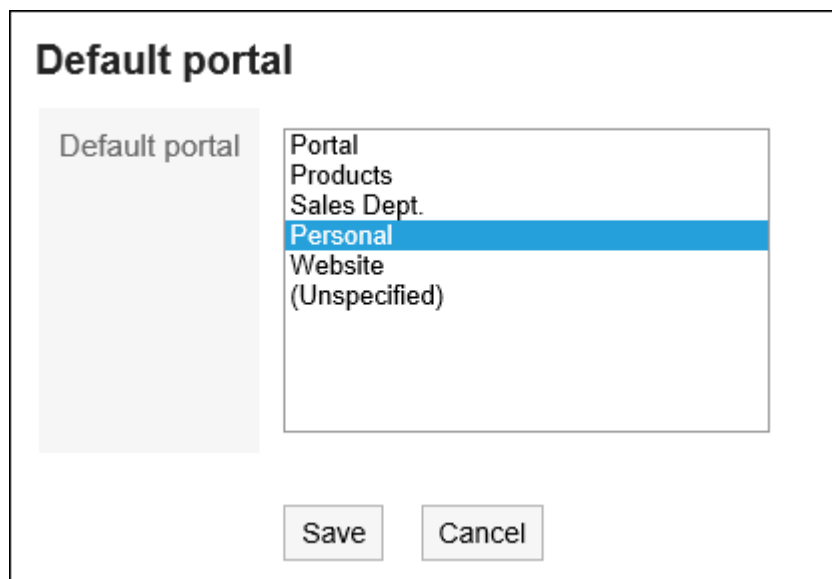 Default portal
Default portal
Portal
Products
Sales Dept.
Personal
Website
(Unspecified)
Save
Cancel